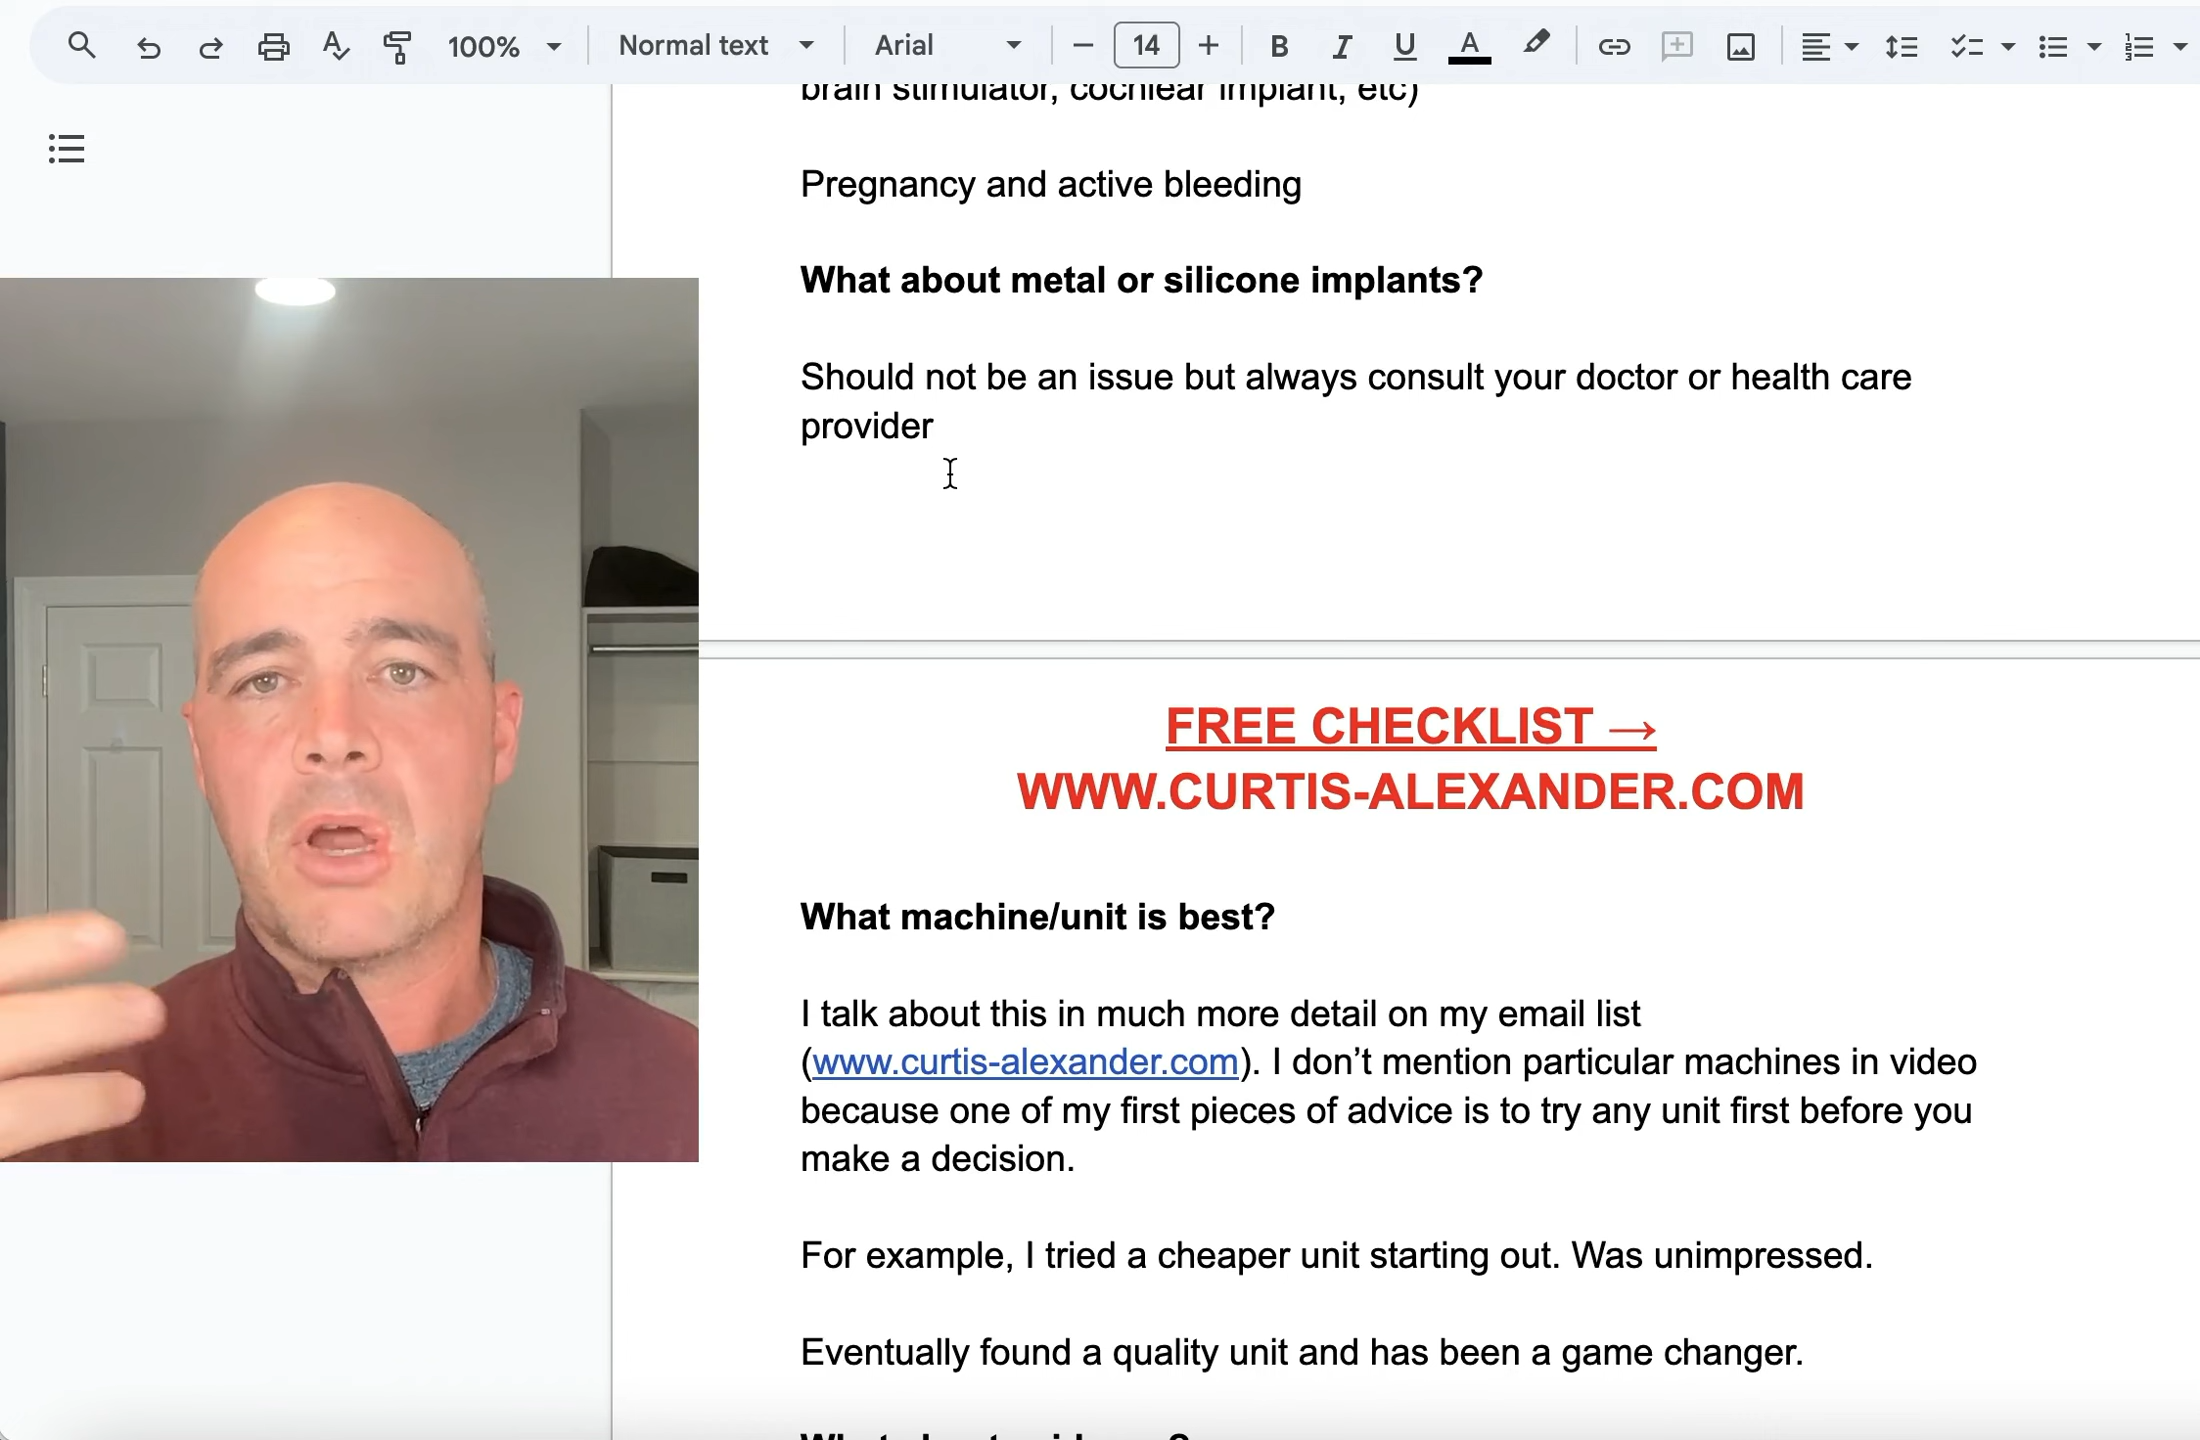 100%
Normal text
Arial
14
B
I
U
A
brain stimulator, cochlear implant, etc)
Pregnancy and active bleeding
What about metal or silicone implants?
Should not be an issue but always consult your doctor or health care
provider
FREE CHECKLIST →
WWW.CURTIS-ALEXANDER.COM
What machine/unit is best?
I talk about this in much more detail on my email list
(www.curtis-alexander.com). I don’t mention particular machines in video
because one of my first pieces of advice is to try any unit first before you
make a decision.
For example, I tried a cheaper unit starting out. Was unimpressed.
Eventually found a quality unit and has been a game changer.